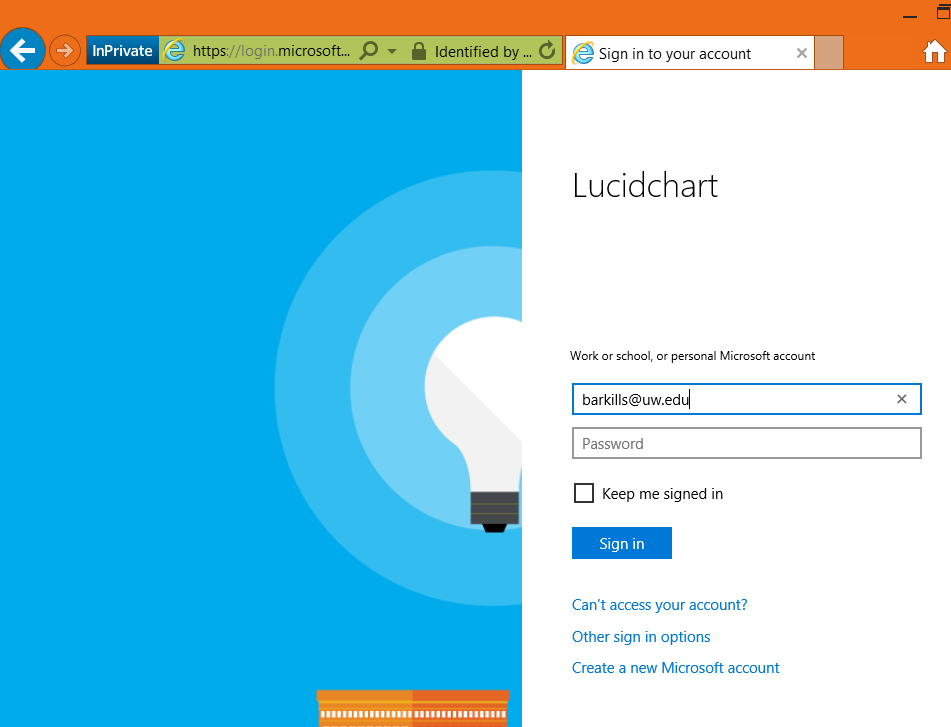 InPrivate https://login.microsoft... Identified by ... Sign in to your account
Lucidchart
Work or school, or personal Microsoft account
barkills@uw.edu
Password
Keep me signed in
Sign in
Can't access your account?
Other sign in options
Create a new Microsoft account